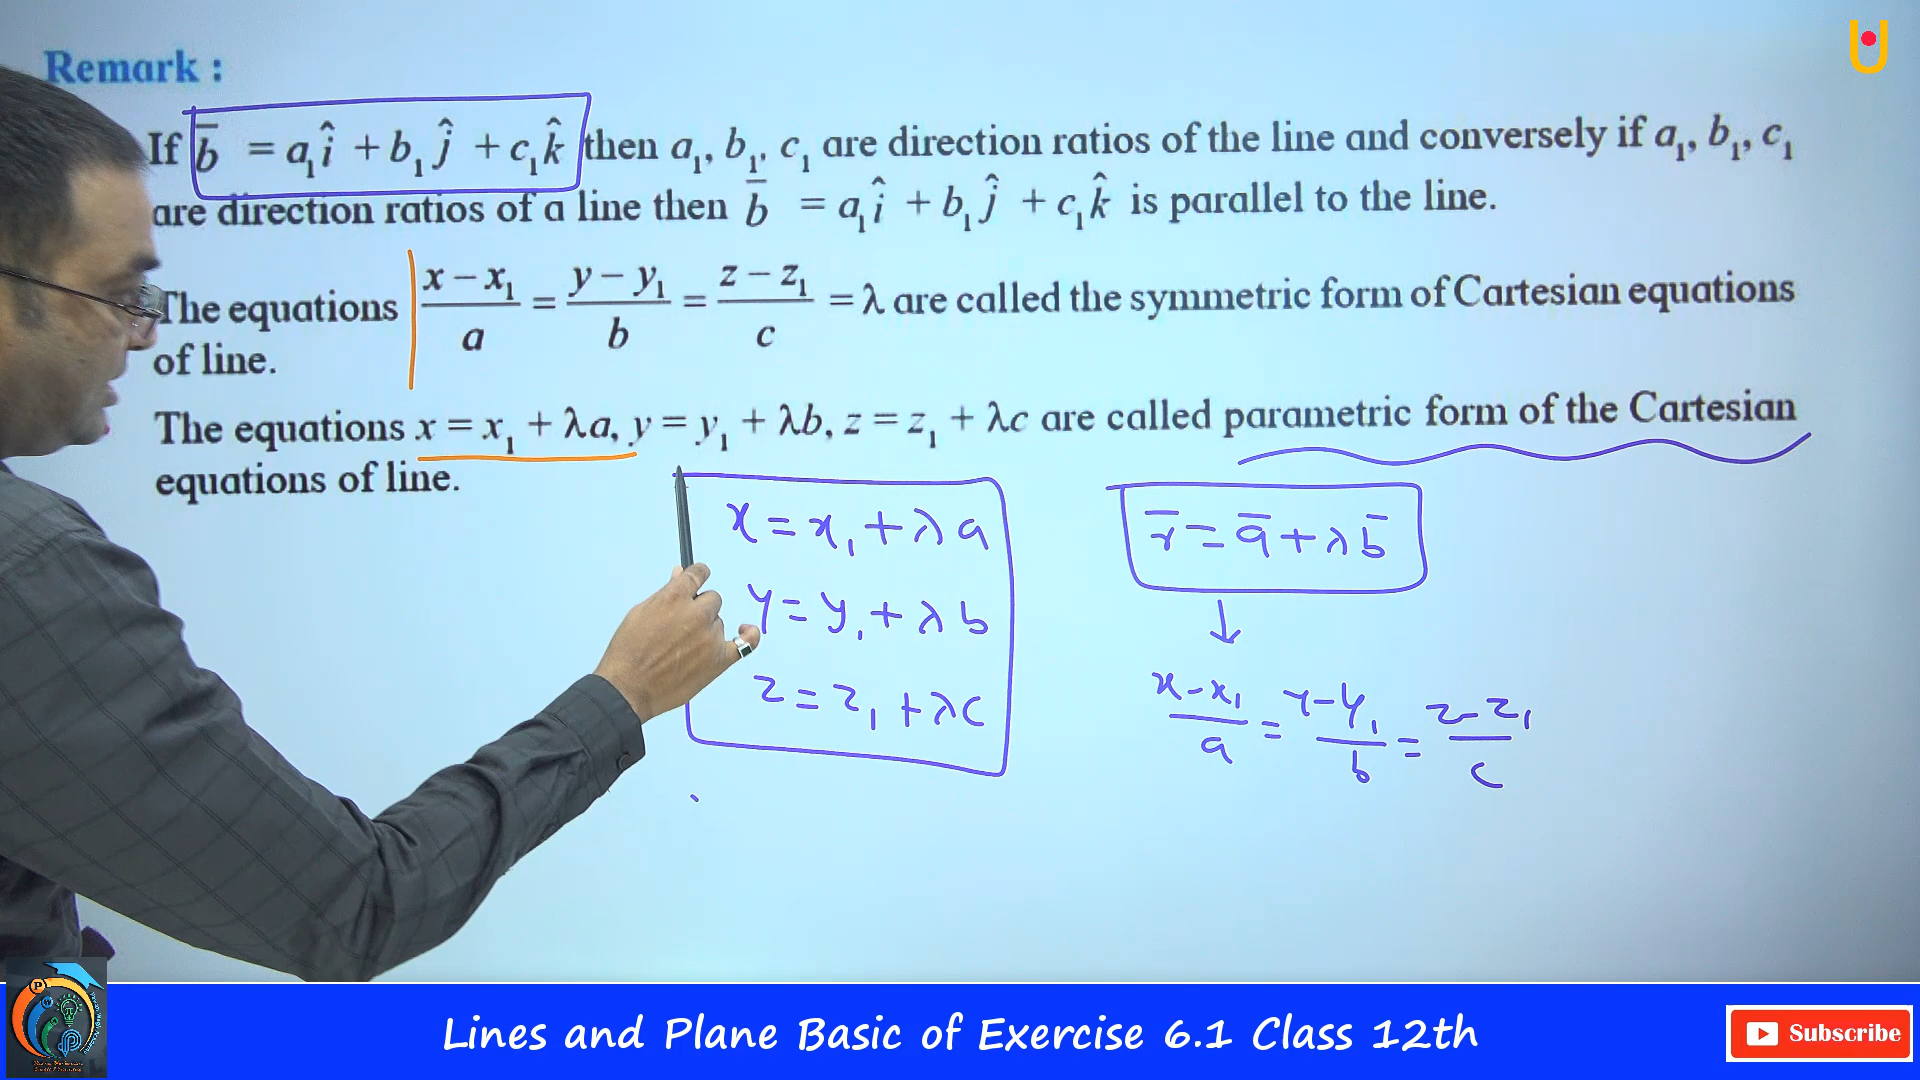 Remark :
If b̅ = a₁î + b₁ĵ + c₁k̂ then a₁, b₁, c₁ are direction ratios of the line and conversely if a₁, b₁, c₁
are direction ratios of a line then b̅ = a₁î + b₁ĵ + c₁k̂ is parallel to the line.
The equations (x − x₁)/a = (y − y₁)/b = (z − z₁)/c = λ are called the symmetric form of Cartesian equations
of line.
The equations x = x₁ + λa, y = y₁ + λb, z = z₁ + λc are called parametric form of the Cartesian
equations of line.
x = x₁ + λa
y = y₁ + λb
z = z₁ + λc
r̅ = a̅ + λb̅
↓
(x − x₁)/a = (y − y₁)/b = (z − z₁)/c
Lines and Plane Basic of Exercise 6.1 Class 12th
Subscribe